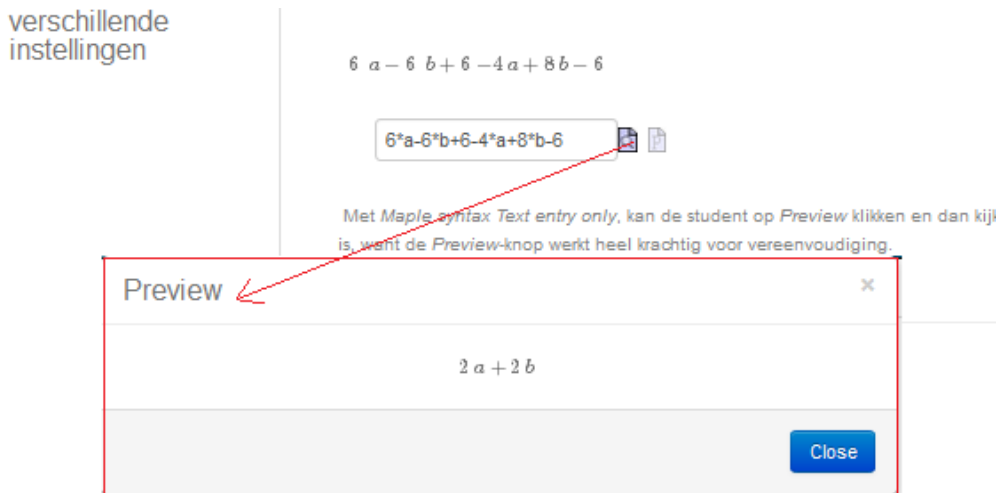 verschillende
instellingen
6 a − 6 b + 6 −4 a + 8 b − 6
6*a-6*b+6-4*a+8*b-6
Met Maple syntax Text entry only, kan de student op Preview klikken en dan kijk
is, want de Preview-knop werkt heel krachtig voor vereenvoudiging.
Preview ×
2 a + 2 b
Close